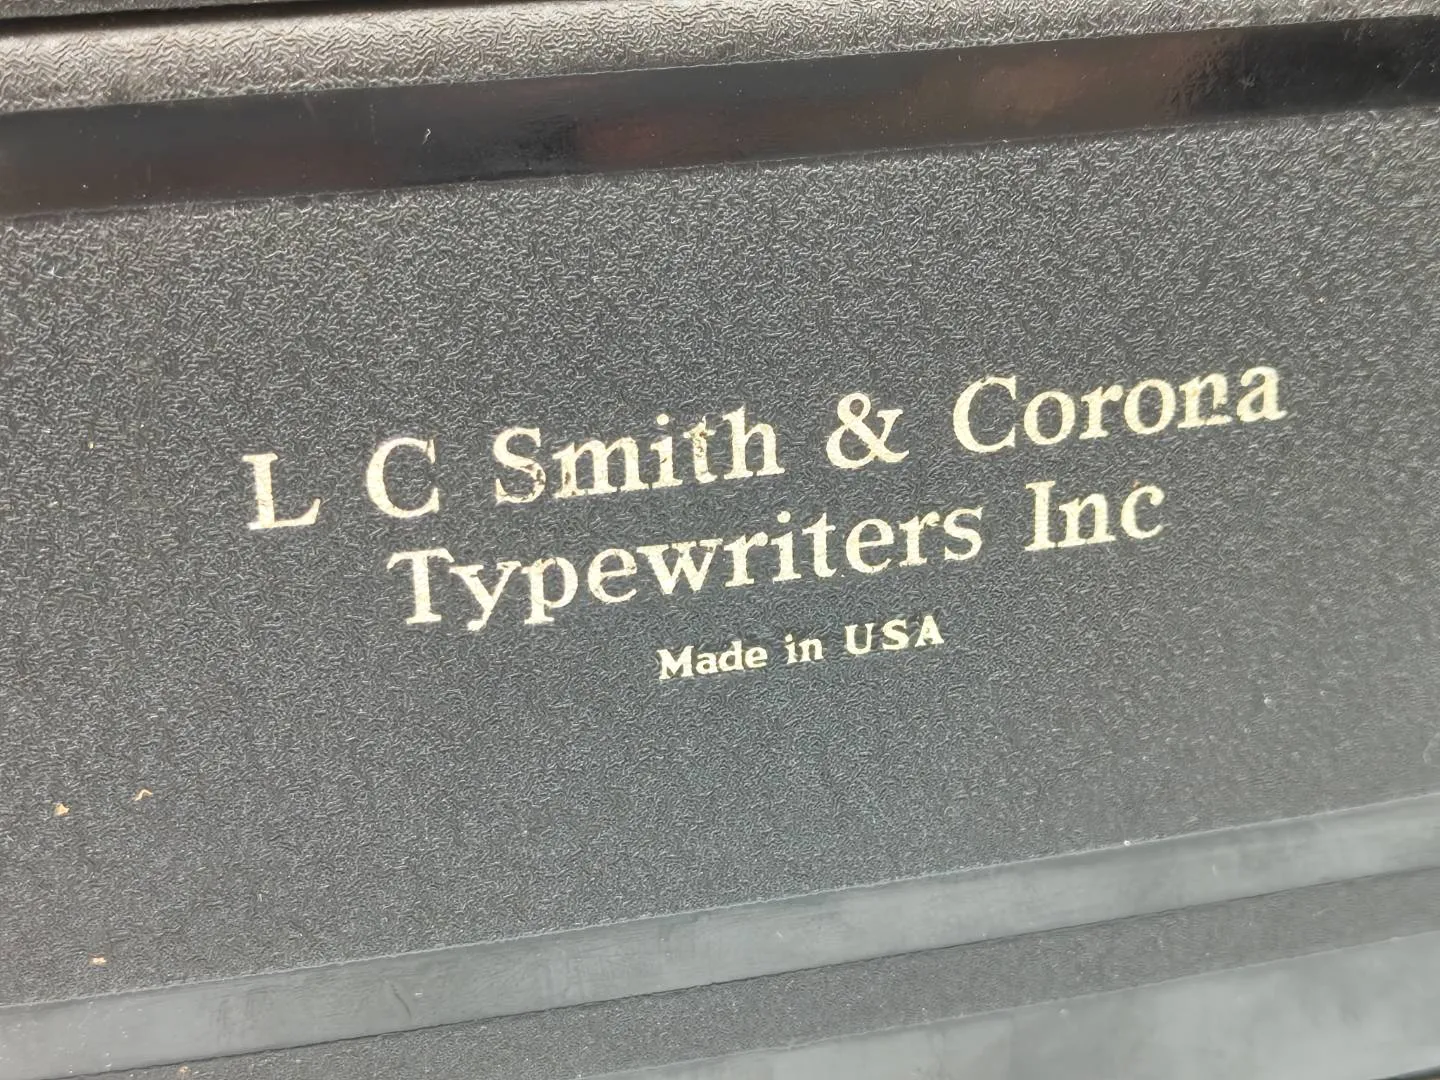 L C Smith & Corona
Typewriters Inc
Made in USA